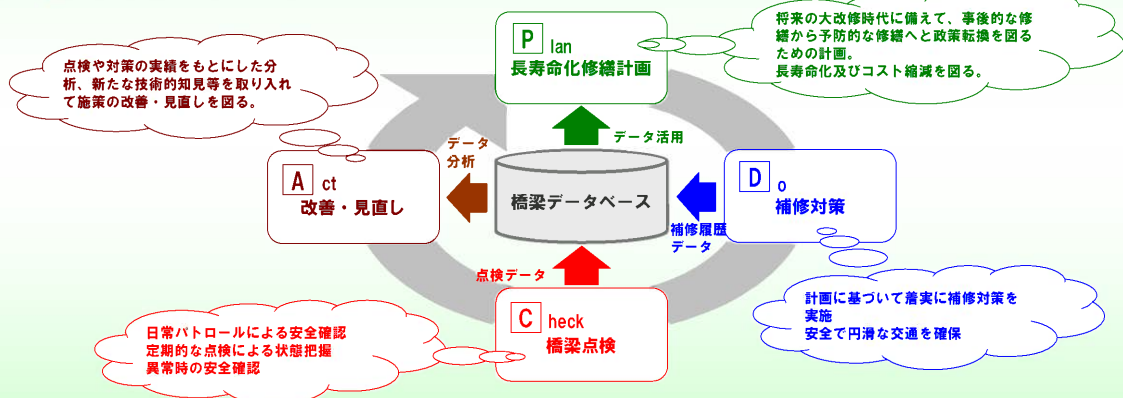 将来の大改修時代に備えて、事後的な修
繕から予防的な修繕へと政策転換を図る
ための計画。
長寿命化及びコスト縮減を図る。
P lan
長寿命化修繕計画
点検や対策の実績をもとにした分
析、新たな技術的知見等を取り入れ
て施策の改善・見直しを図る。
データ活用
データ
分析
A ct
改善・見直し
橋梁データベース
D o
補修対策
補修履歴
データ
点検データ
C heck
橋梁点検
計画に基づいて着実に補修対策を
実施
安全で円滑な交通を確保
日常パトロールによる安全確認
定期的な点検による状態把握
異常時の安全確認